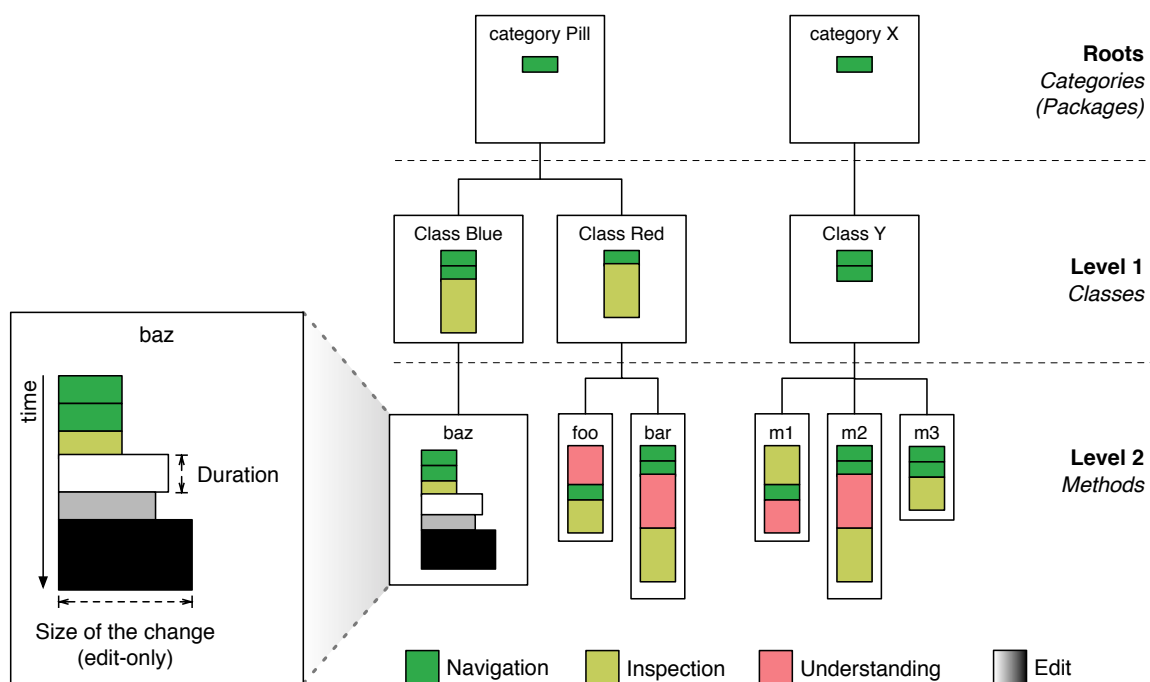 category Pill
category X
Roots
Categories
(Packages)
Class Blue
Class Red
Class Y
Level 1
Classes
baz
time
Duration
Size of the change
(edit-only)
baz
foo
bar
m1
m2
m3
Level 2
Methods
Navigation
Inspection
Understanding
Edit